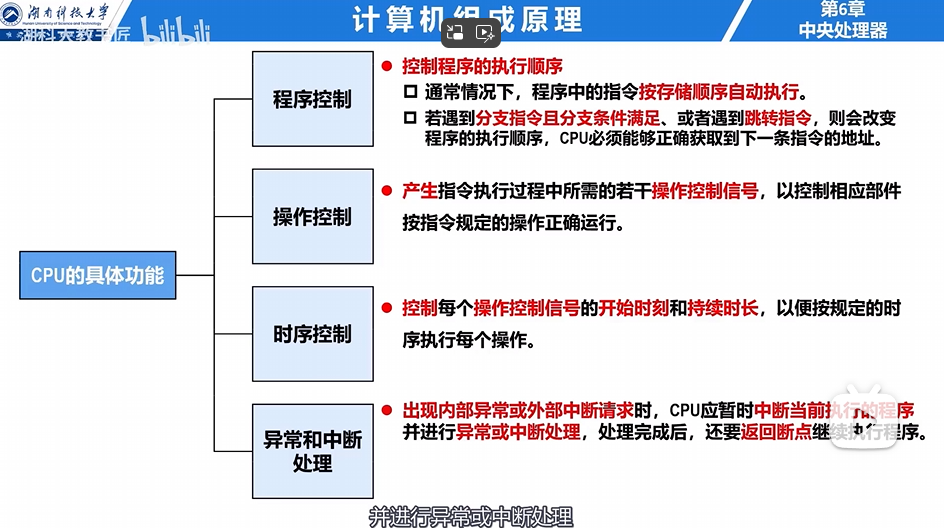 湖南科技大学
Hunan University of Science and Technology
湖科大教书匠
bilibili
计算机组成原理
第6章
中央处理器
CPU的具体功能
程序控制
控制程序的执行顺序
通常情况下，程序中的指令按存储顺序自动执行。
若遇到分支指令且分支条件满足、或者遇到跳转指令，则会改变
程序的执行顺序，CPU必须能够正确获取到下一条指令的地址。
操作控制
产生指令执行过程中所需的若干操作控制信号，以控制相应部件
按指令规定的操作正确运行。
时序控制
控制每个操作控制信号的开始时刻和持续时长，以便按规定的时
序执行每个操作。
异常和中断
处理
出现内部异常或外部中断请求时，CPU应暂时中断当前执行的程序
并进行异常或中断处理，处理完成后，还要返回断点继续执行程序。
并进行异常或中断处理